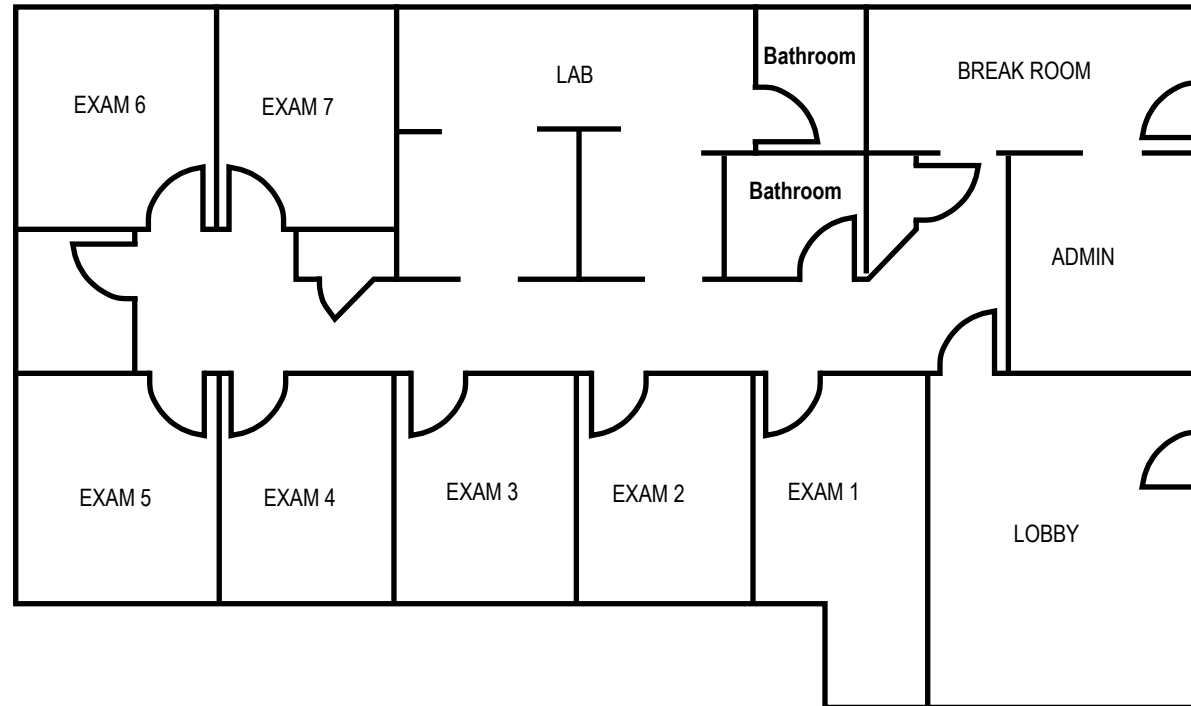 Bathroom
LAB
BREAK ROOM
EXAM 6
EXAM 7
Bathroom
ADMIN
EXAM 5
EXAM 4
EXAM 3
EXAM 2
EXAM 1
LOBBY